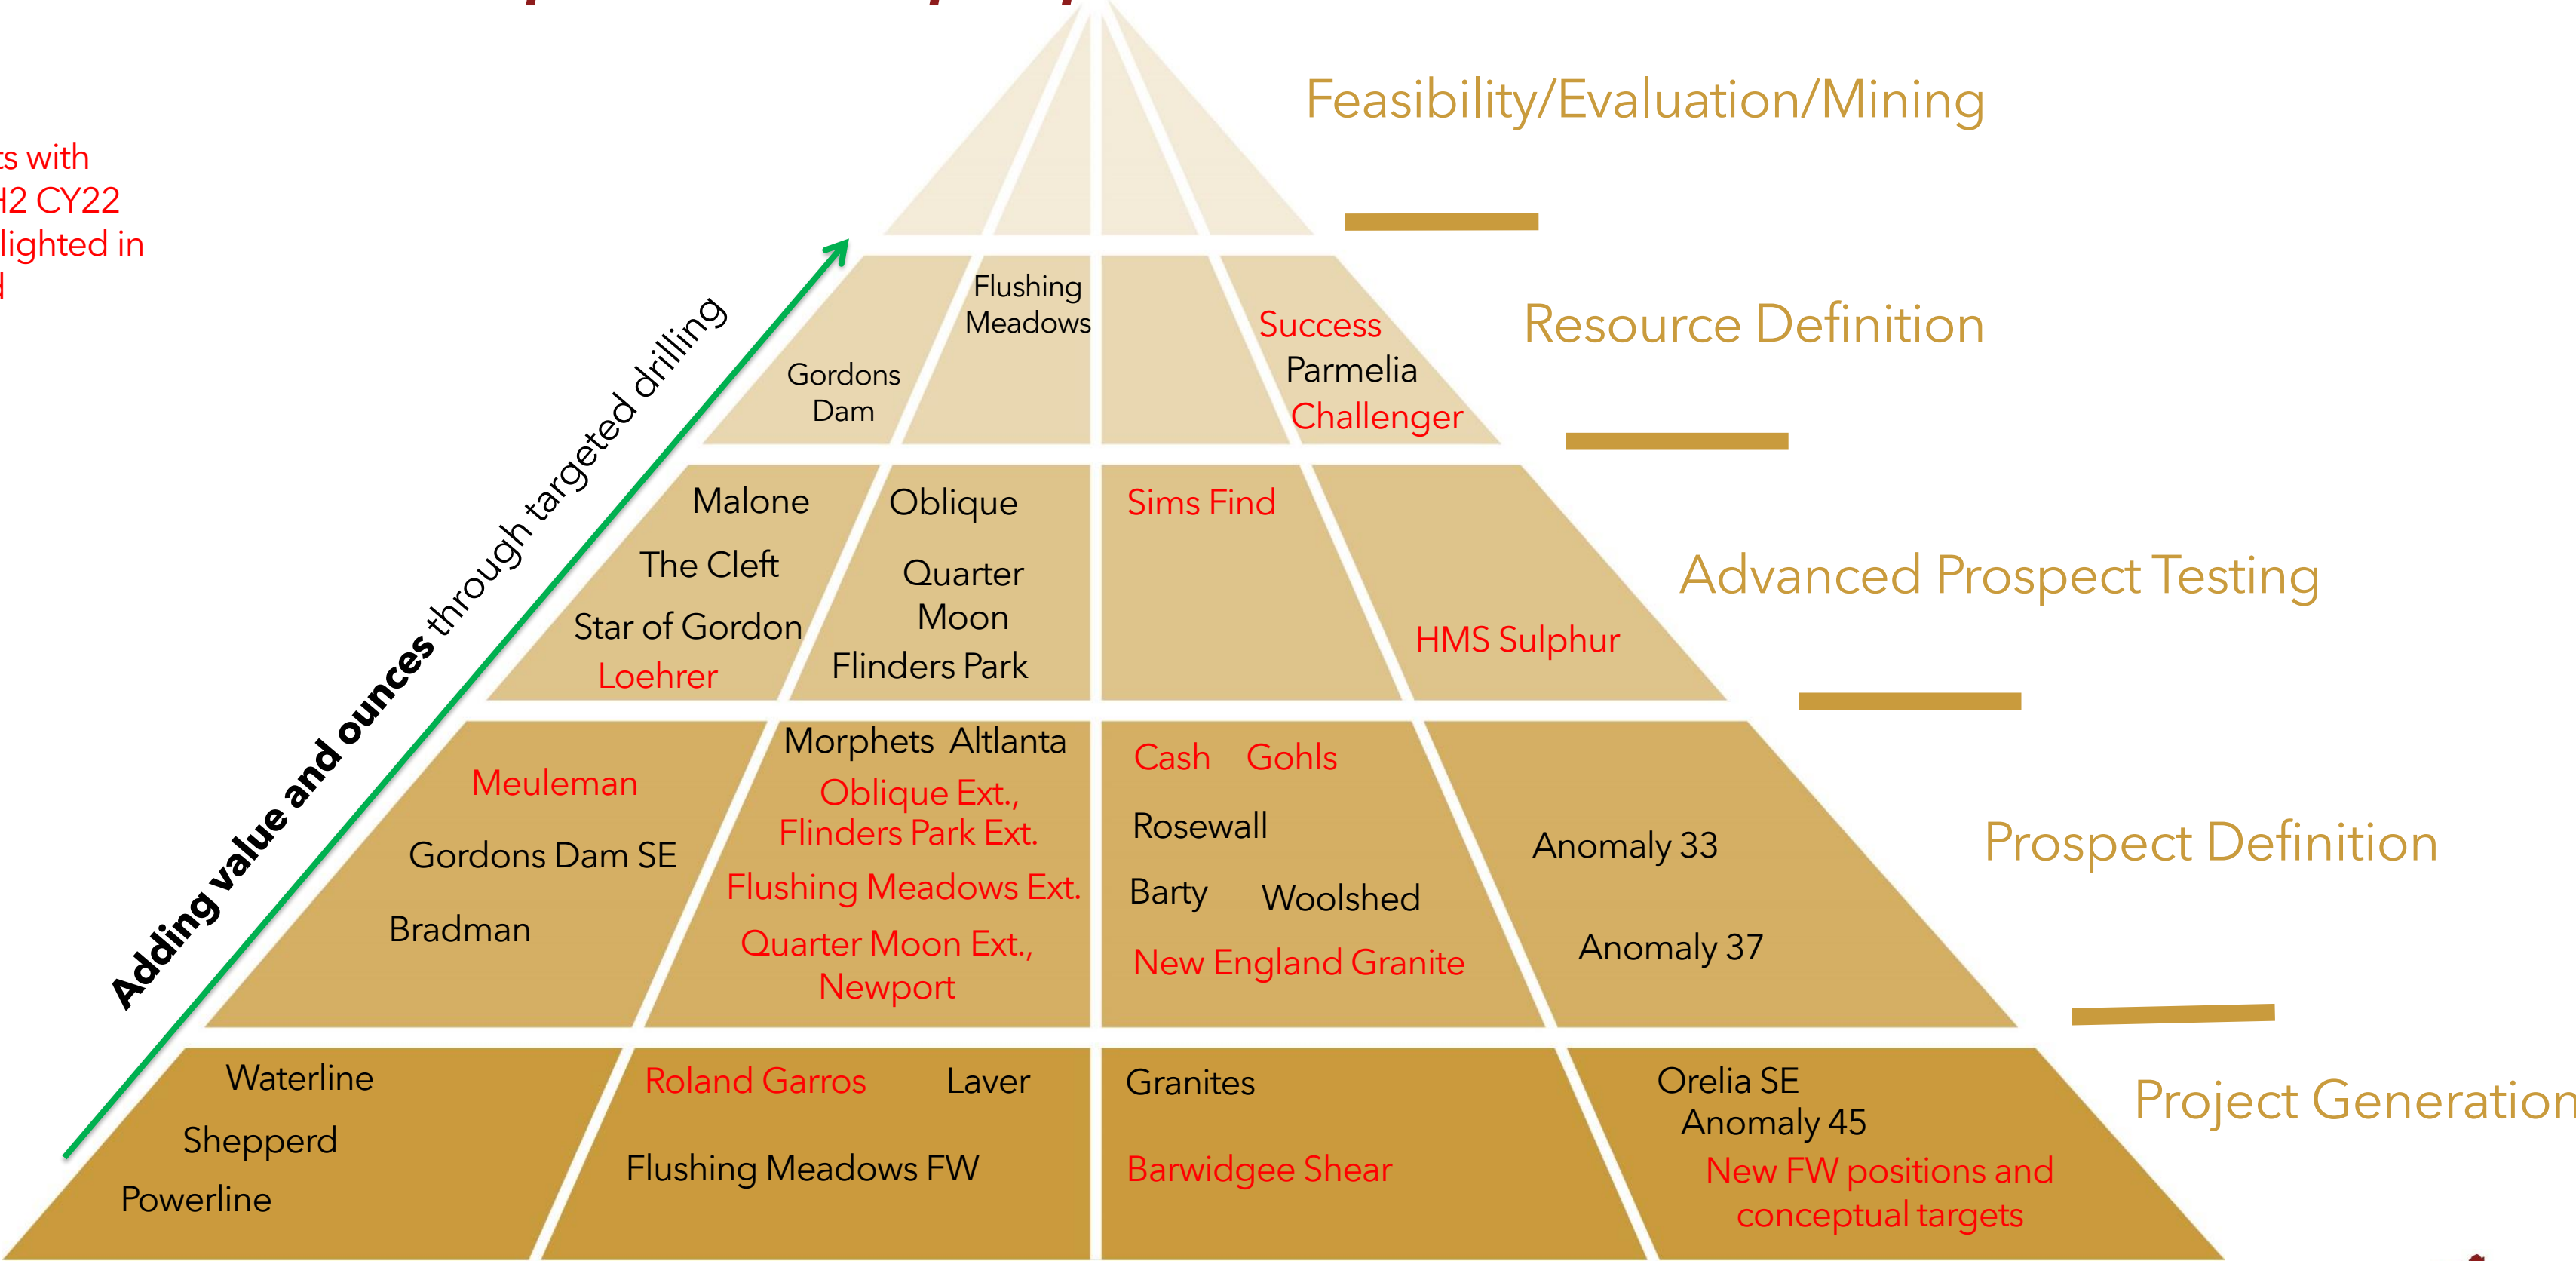 Feasibility/Evaluation/Mining
with
H2 CY22
lighted in
Adding value and ounces through targeted drilling
Flushing
Meadows
Gordons
Dam
Success
Parmelia
Challenger
Resource Definition
Malone
The Cleft
Star of Gordon
Loehrer
Oblique
Quarter
Moon
Flinders Park
Sims Find
HMS Sulphur
Advanced Prospect Testing
Meuleman
Gordons Dam SE
Bradman
Morphets Altlanta
Oblique Ext.,
Flinders Park Ext.
Flushing Meadows Ext.
Quarter Moon Ext.,
Newport
Cash Gohls
Rosewall
Barty Woolshed
New England Granite
Anomaly 33
Anomaly 37
Prospect Definition
Waterline
Shepperd
Powerline
Roland Garros Laver
Flushing Meadows FW
Granites
Barwidgee Shear
Orelia SE
Anomaly 45
New FW positions and
conceptual targets
Project Generation